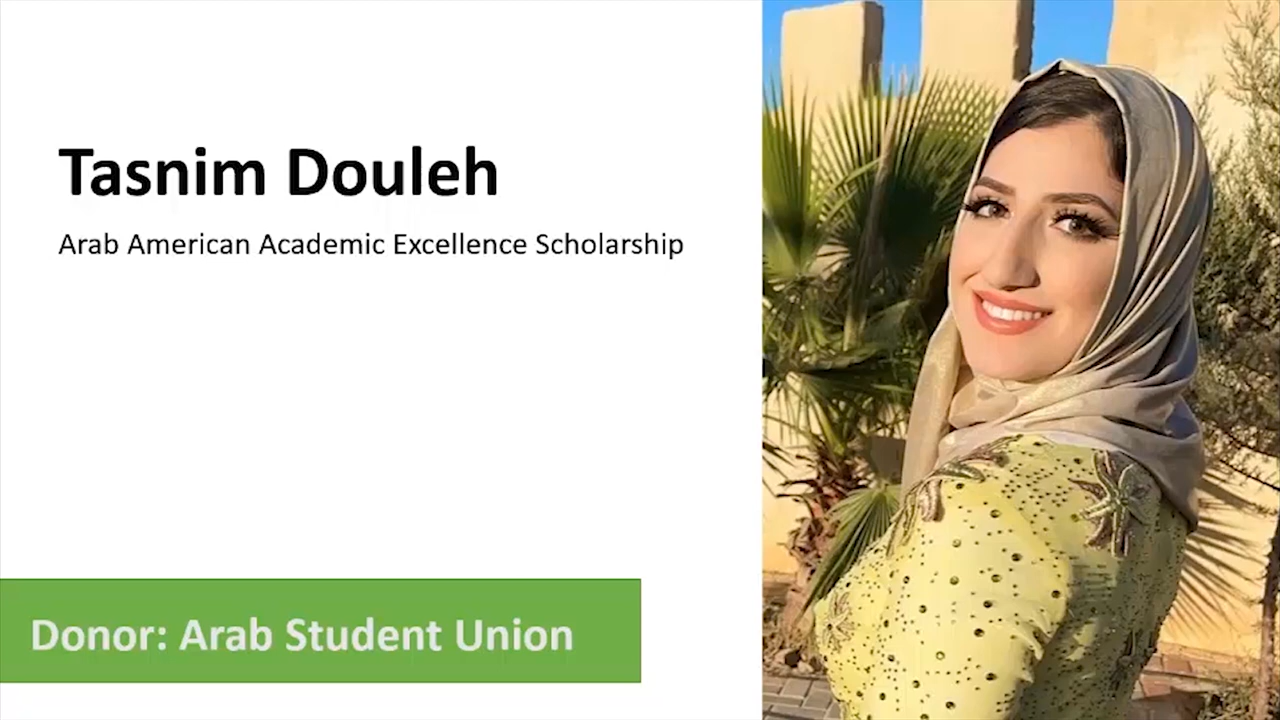 Tasnim Douleh
Arab American Academic Excellence Scholarship
Donor: Arab Student Union